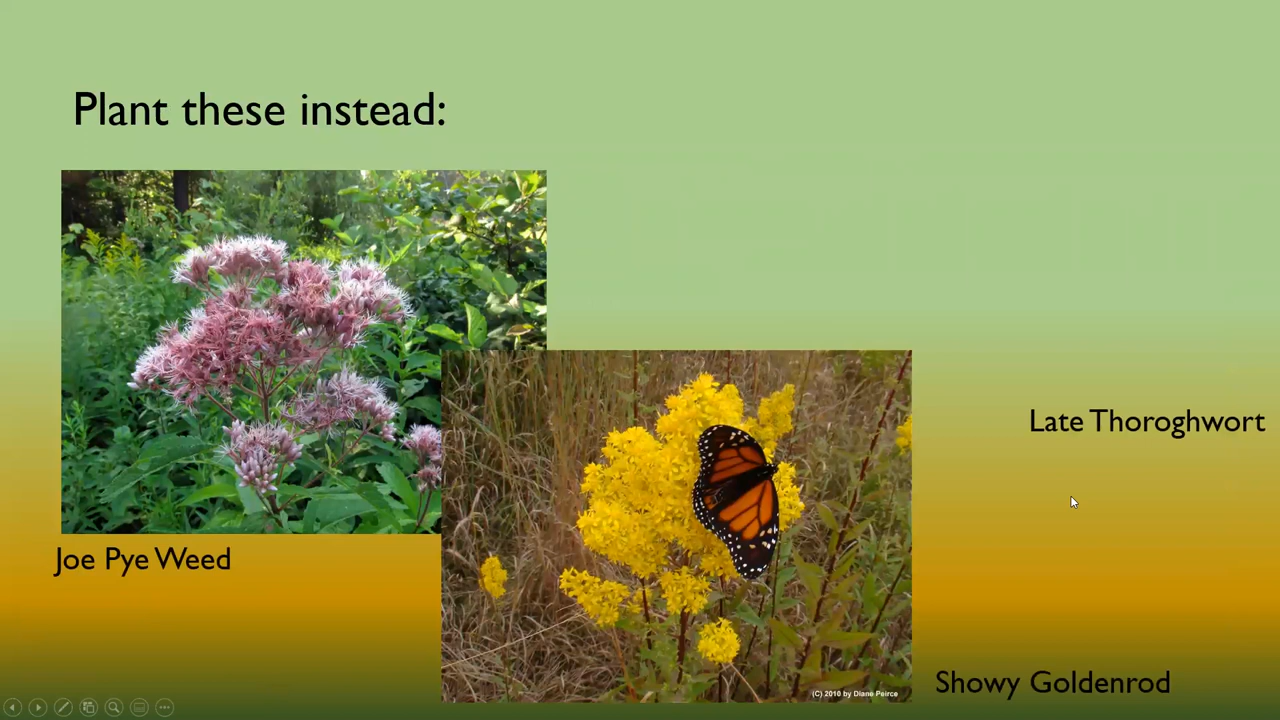 Plant these instead:
Late Thoroghwort
Joe Pye Weed
Showy Goldenrod
(C) 2010 by Diane Peirce